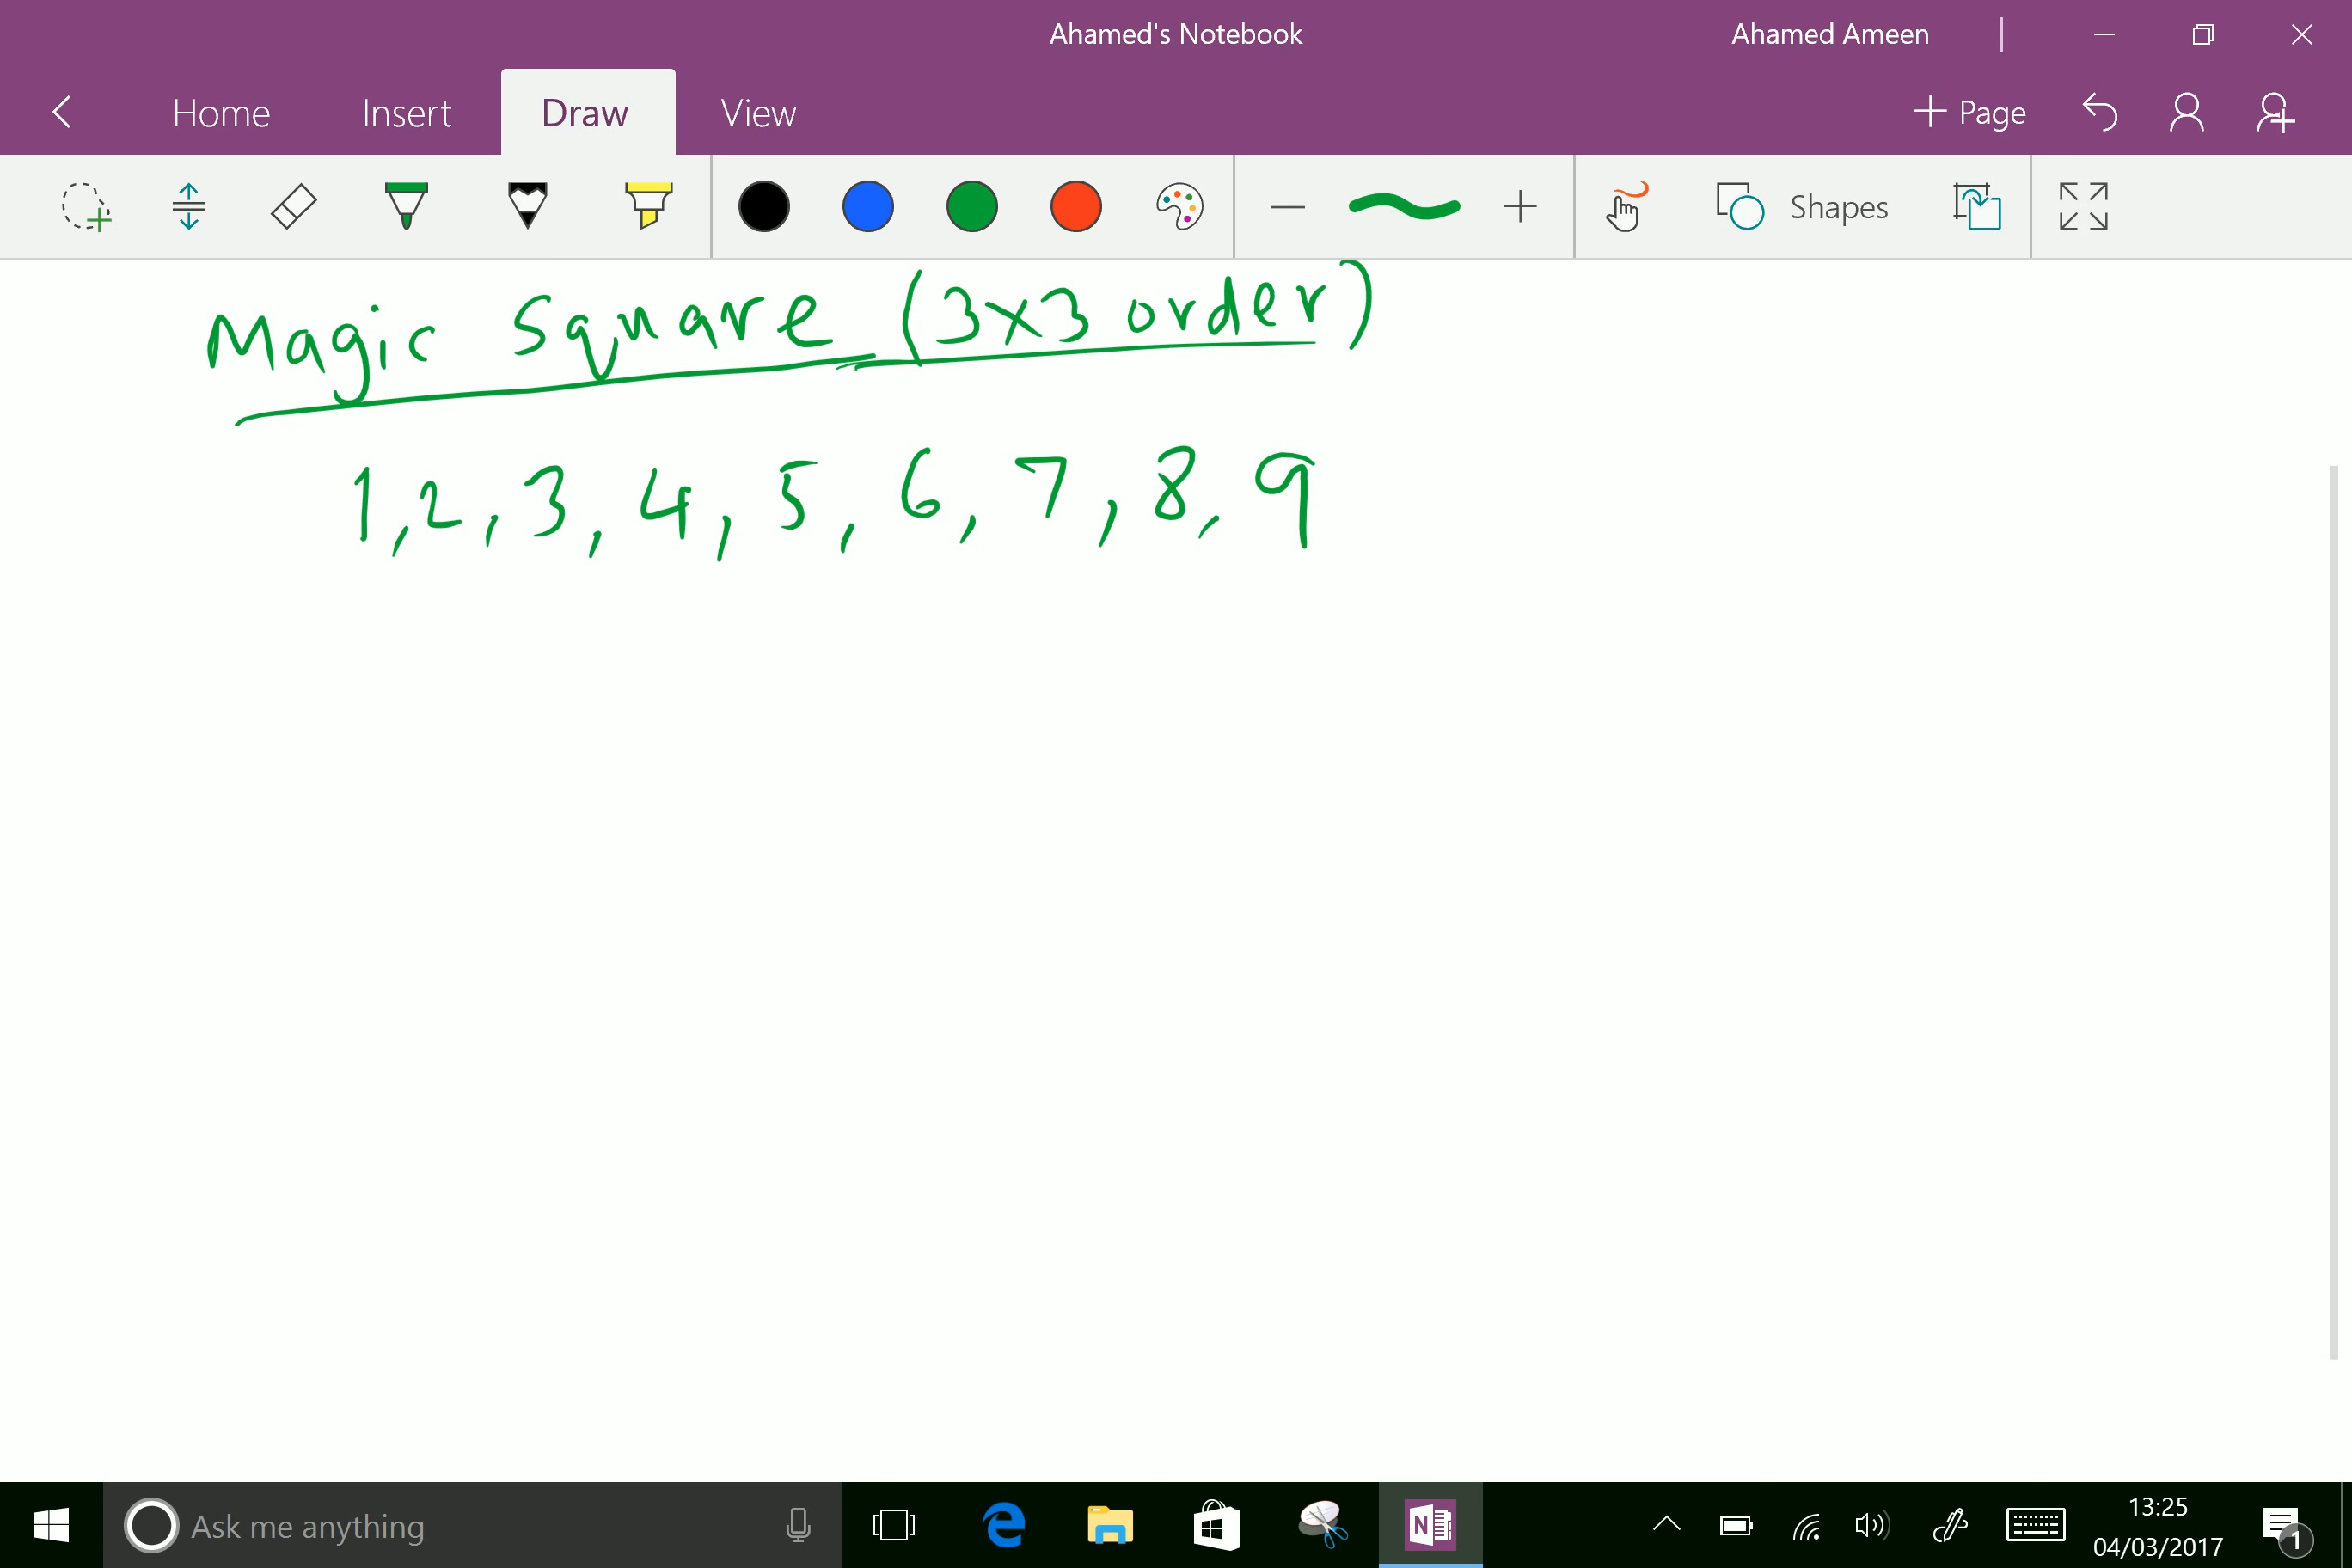 Ahamed's Notebook Ahamed Ameen
Home Insert Draw View + Page
Shapes
Magic Square (3x3 order)
1, 2, 3, 4, 5, 6, 7, 8, 9
Ask me anything
N
13:25
04/03/2017
1